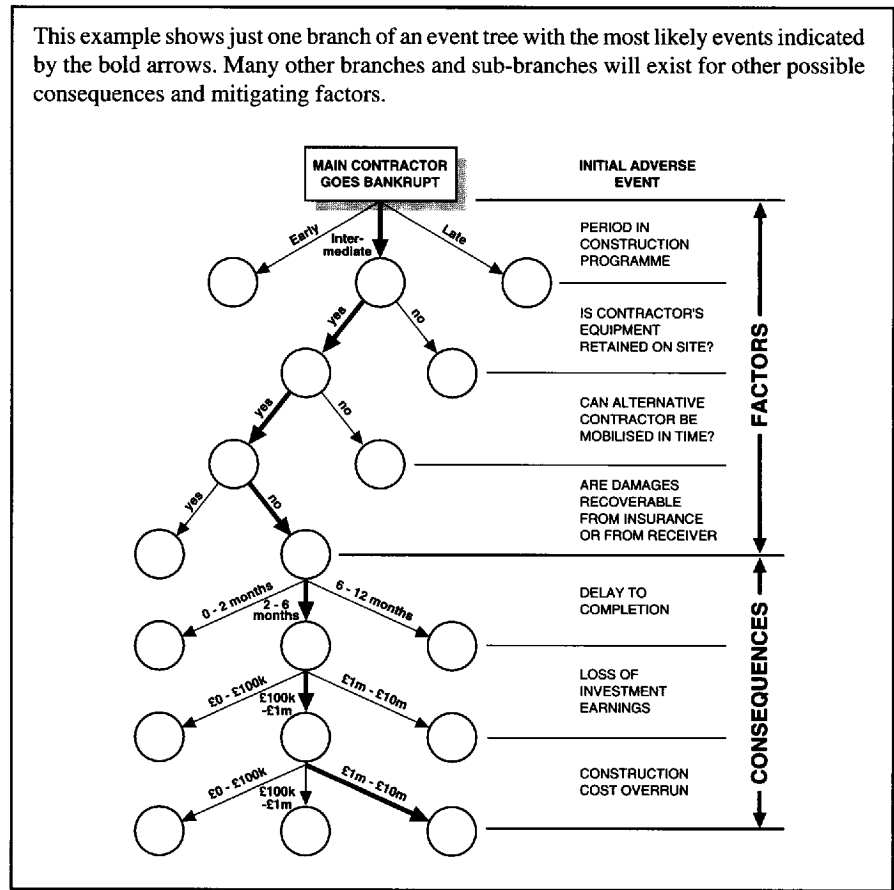 This example shows just one branch of an event tree with the most likely events indicated
by the bold arrows. Many other branches and sub-branches will exist for other possible
consequences and mitigating factors.
MAIN CONTRACTOR
GOES BANKRUPT
INITIAL ADVERSE
EVENT
Early
Inter-
mediate
Late
PERIOD IN
CONSTRUCTION
PROGRAMME
yes
no
IS CONTRACTOR'S
EQUIPMENT
RETAINED ON SITE?
yes
no
CAN ALTERNATIVE
CONTRACTOR BE
MOBILISED IN TIME?
yes
no
ARE DAMAGES
RECOVERABLE
FROM INSURANCE
OR FROM RECEIVER
FACTORS
0 - 2 months
2 - 6
months
6 - 12 months
DELAY TO
COMPLETION
£0 - £100k
£100k
-£1m
£1m - £10m
LOSS OF
INVESTMENT
EARNINGS
£0 - £100k
£100k
-£1m
£1m - £10m
CONSTRUCTION
COST OVERRUN
CONSEQUENCES